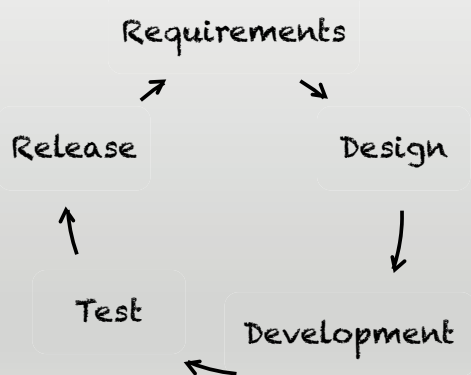 Requirements
Release
Design
Test
Development